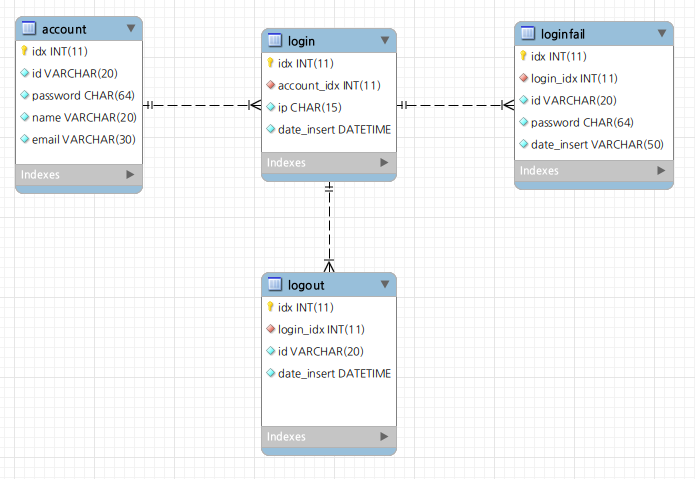 account
idx INT(11)
id VARCHAR(20)
password CHAR(64)
name VARCHAR(20)
email VARCHAR(30)
Indexes
login
idx INT(11)
account_idx INT(11)
ip CHAR(15)
date_insert DATETIME
Indexes
loginfail
idx INT(11)
login_idx INT(11)
id VARCHAR(20)
password CHAR(64)
date_insert VARCHAR(50)
Indexes
logout
idx INT(11)
login_idx INT(11)
id VARCHAR(20)
date_insert DATETIME
Indexes